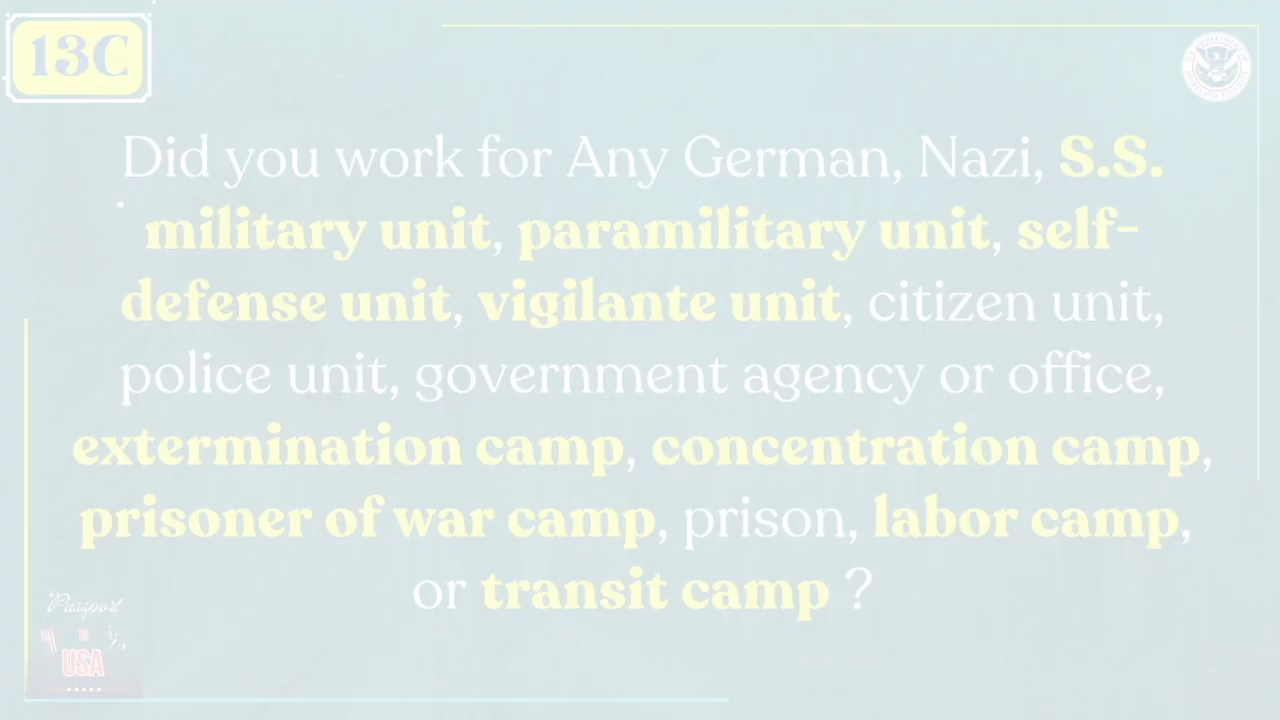 13C
Did you work for Any German, Nazi, S.S.
military unit, paramilitary unit, self-
defense unit, vigilante unit, citizen unit,
police unit, government agency or office,
extermination camp, concentration camp,
prisoner of war camp, prison, labor camp,
or transit camp ?
Passport
USA